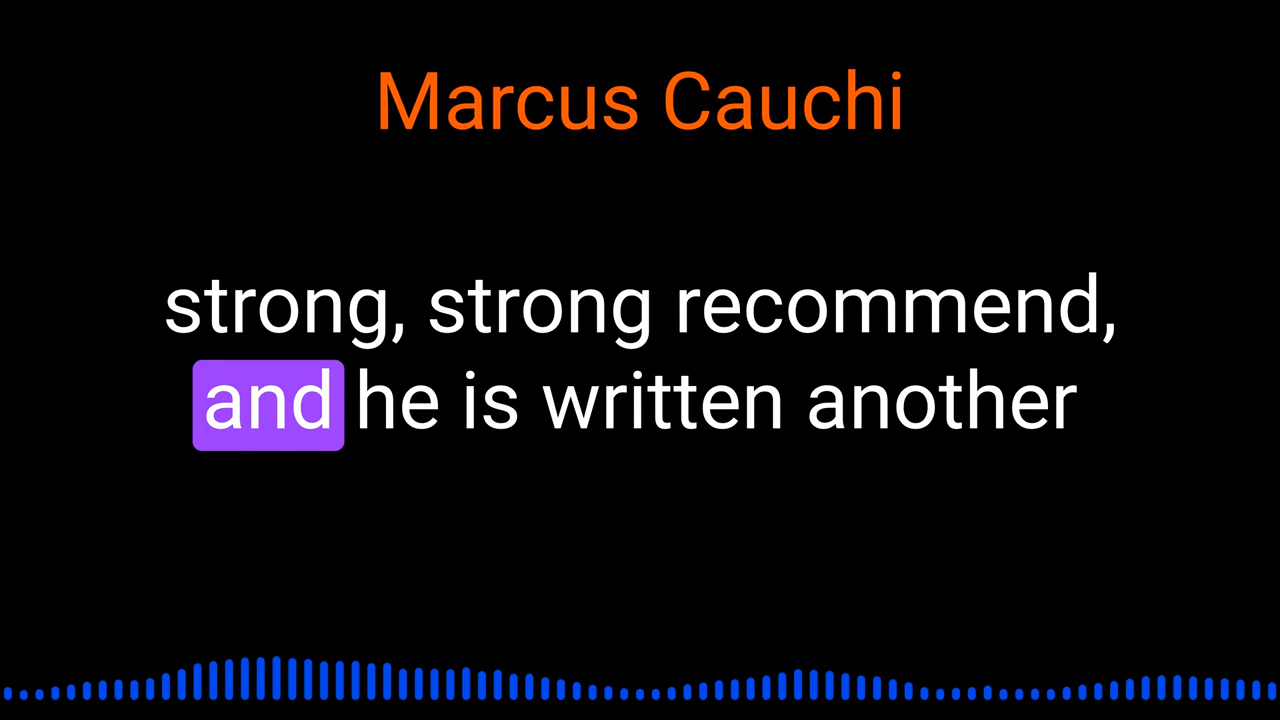 Marcus Cauchi
strong, strong recommend,
and he is written another